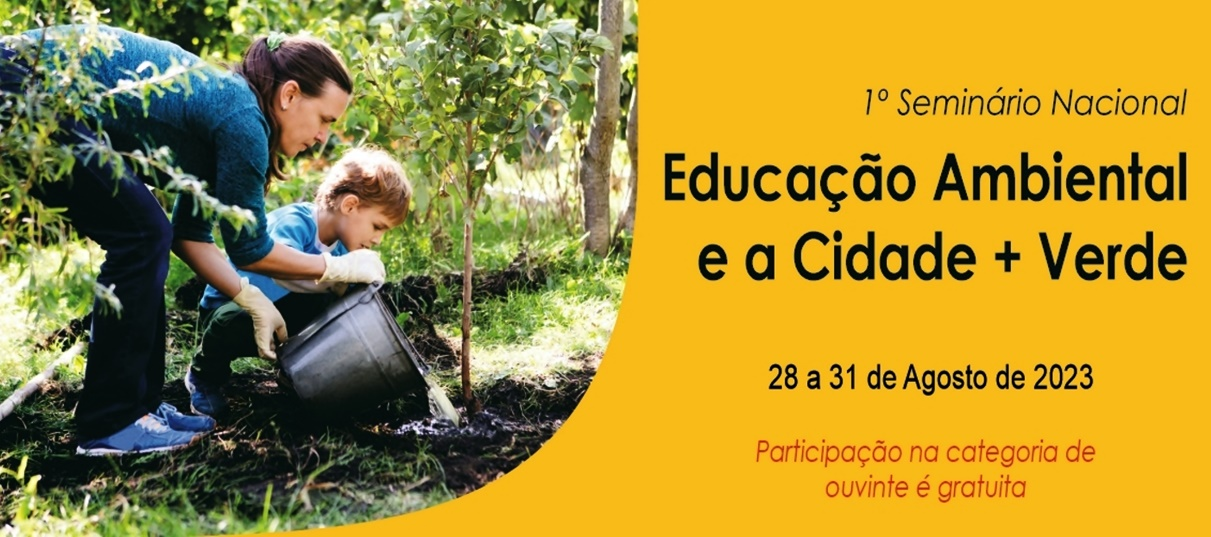 1º Seminário Nacional
Educação Ambiental
e a Cidade + Verde
28 a 31 de Agosto de 2023
Participação na categoria de
ouvinte é gratuita